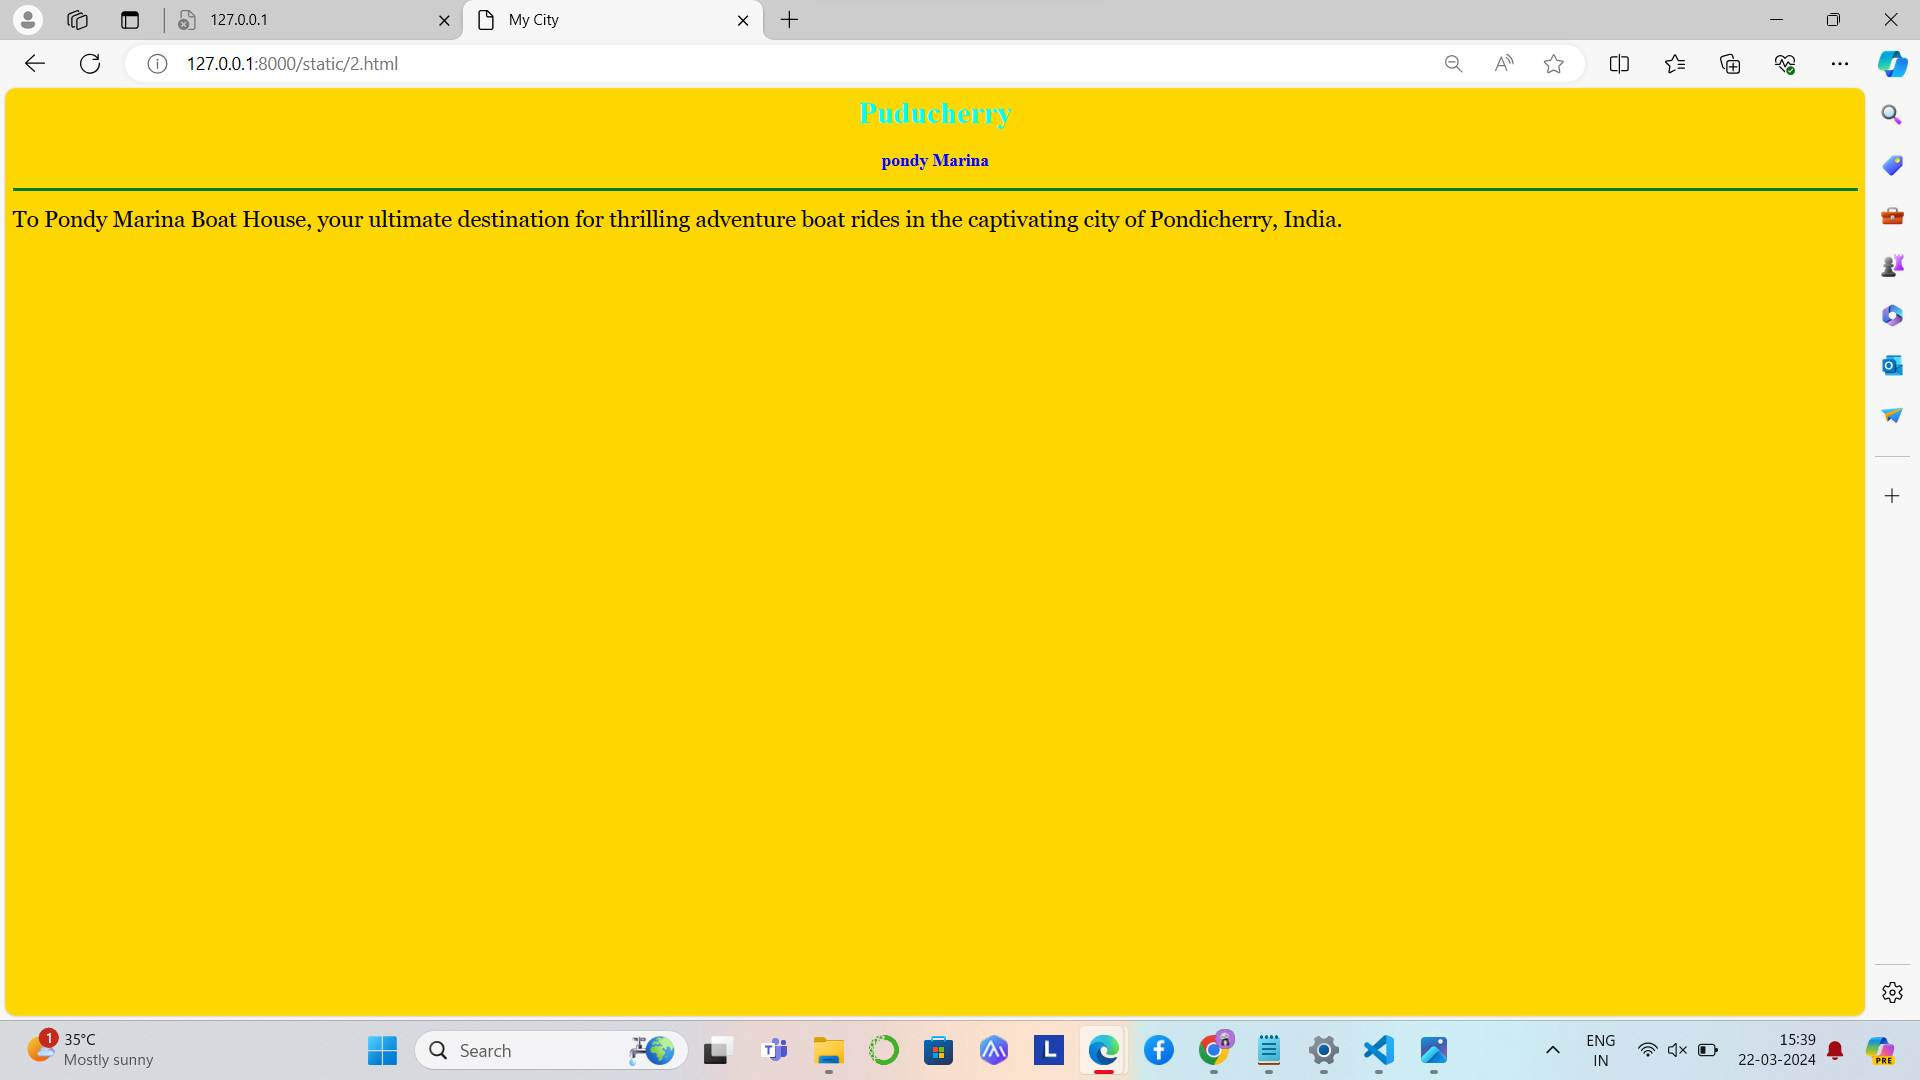 127.0.0.1
My City
127.0.0.1:8000/static/2.html
Puducherry
pondy Marina
To Pondy Marina Boat House, your ultimate destination for thrilling adventure boat rides in the captivating city of Pondicherry, India.
1
35°C
Mostly sunny
Search
L
PRE
ENG
IN
15:39
22-03-2024